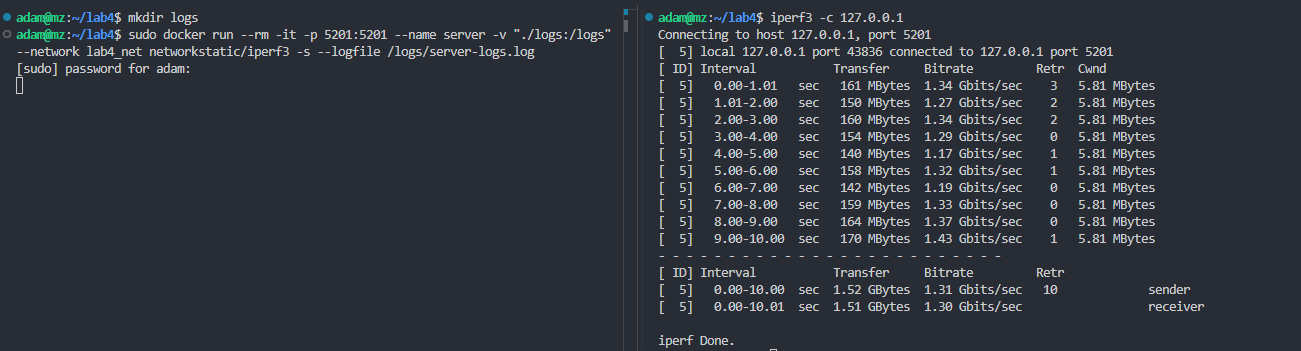 adam@mz:~/lab4$ mkdir logs
adam@mz:~/lab4$ sudo docker run --rm -it -p 5201:5201 --name server -v "./logs:/logs"
--network lab4_net networkstatic/iperf3 -s --logfile /logs/server-logs.log
[sudo] password for adam:
adam@mz:~/lab4$ iperf3 -c 127.0.0.1
Connecting to host 127.0.0.1, port 5201
[  5] local 127.0.0.1 port 43836 connected to 127.0.0.1 port 5201
[ ID] Interval           Transfer     Bitrate         Retr  Cwnd
[  5]   0.00-1.01   sec   161 MBytes  1.34 Gbits/sec    3   5.81 MBytes
[  5]   1.01-2.00   sec   150 MBytes  1.27 Gbits/sec    2   5.81 MBytes
[  5]   2.00-3.00   sec   160 MBytes  1.34 Gbits/sec    2   5.81 MBytes
[  5]   3.00-4.00   sec   154 MBytes  1.29 Gbits/sec    0   5.81 MBytes
[  5]   4.00-5.00   sec   140 MBytes  1.17 Gbits/sec    1   5.81 MBytes
[  5]   5.00-6.00   sec   158 MBytes  1.32 Gbits/sec    1   5.81 MBytes
[  5]   6.00-7.00   sec   142 MBytes  1.19 Gbits/sec    0   5.81 MBytes
[  5]   7.00-8.00   sec   159 MBytes  1.33 Gbits/sec    0   5.81 MBytes
[  5]   8.00-9.00   sec   164 MBytes  1.37 Gbits/sec    0   5.81 MBytes
[  5]   9.00-10.00  sec   170 MBytes  1.43 Gbits/sec    1   5.81 MBytes
- - - - - - - - - - - - - - - - - - - - - - - - -
[ ID] Interval           Transfer     Bitrate         Retr
[  5]   0.00-10.00  sec  1.52 GBytes  1.31 Gbits/sec   10             sender
[  5]   0.00-10.01  sec  1.51 GBytes  1.30 Gbits/sec                  receiver
iperf Done.